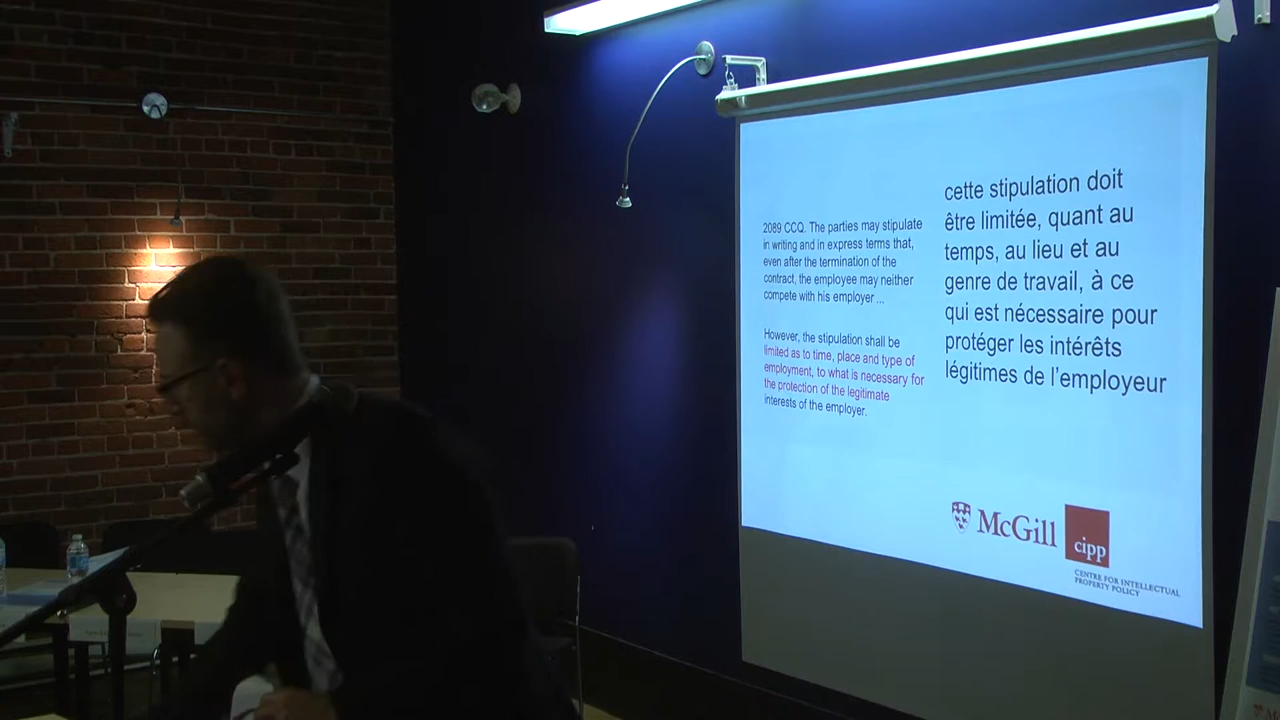 2089 CCQ. The parties may stipulate
in writing and in express terms that,
even after the termination of the
contract, the employee may neither
compete with his employer ...
However, the stipulation shall be
limited as to time, place and type of
employment, to what is necessary for
the protection of the legitimate
interests of the employer.
cette stipulation doit
être limitée, quant au
temps, au lieu et au
genre de travail, à ce
qui est nécessaire pour
protéger les intérêts
légitimes de l'employeur
McGill
cipp
CENTRE FOR INTELLECTUAL
PROPERTY POLICY